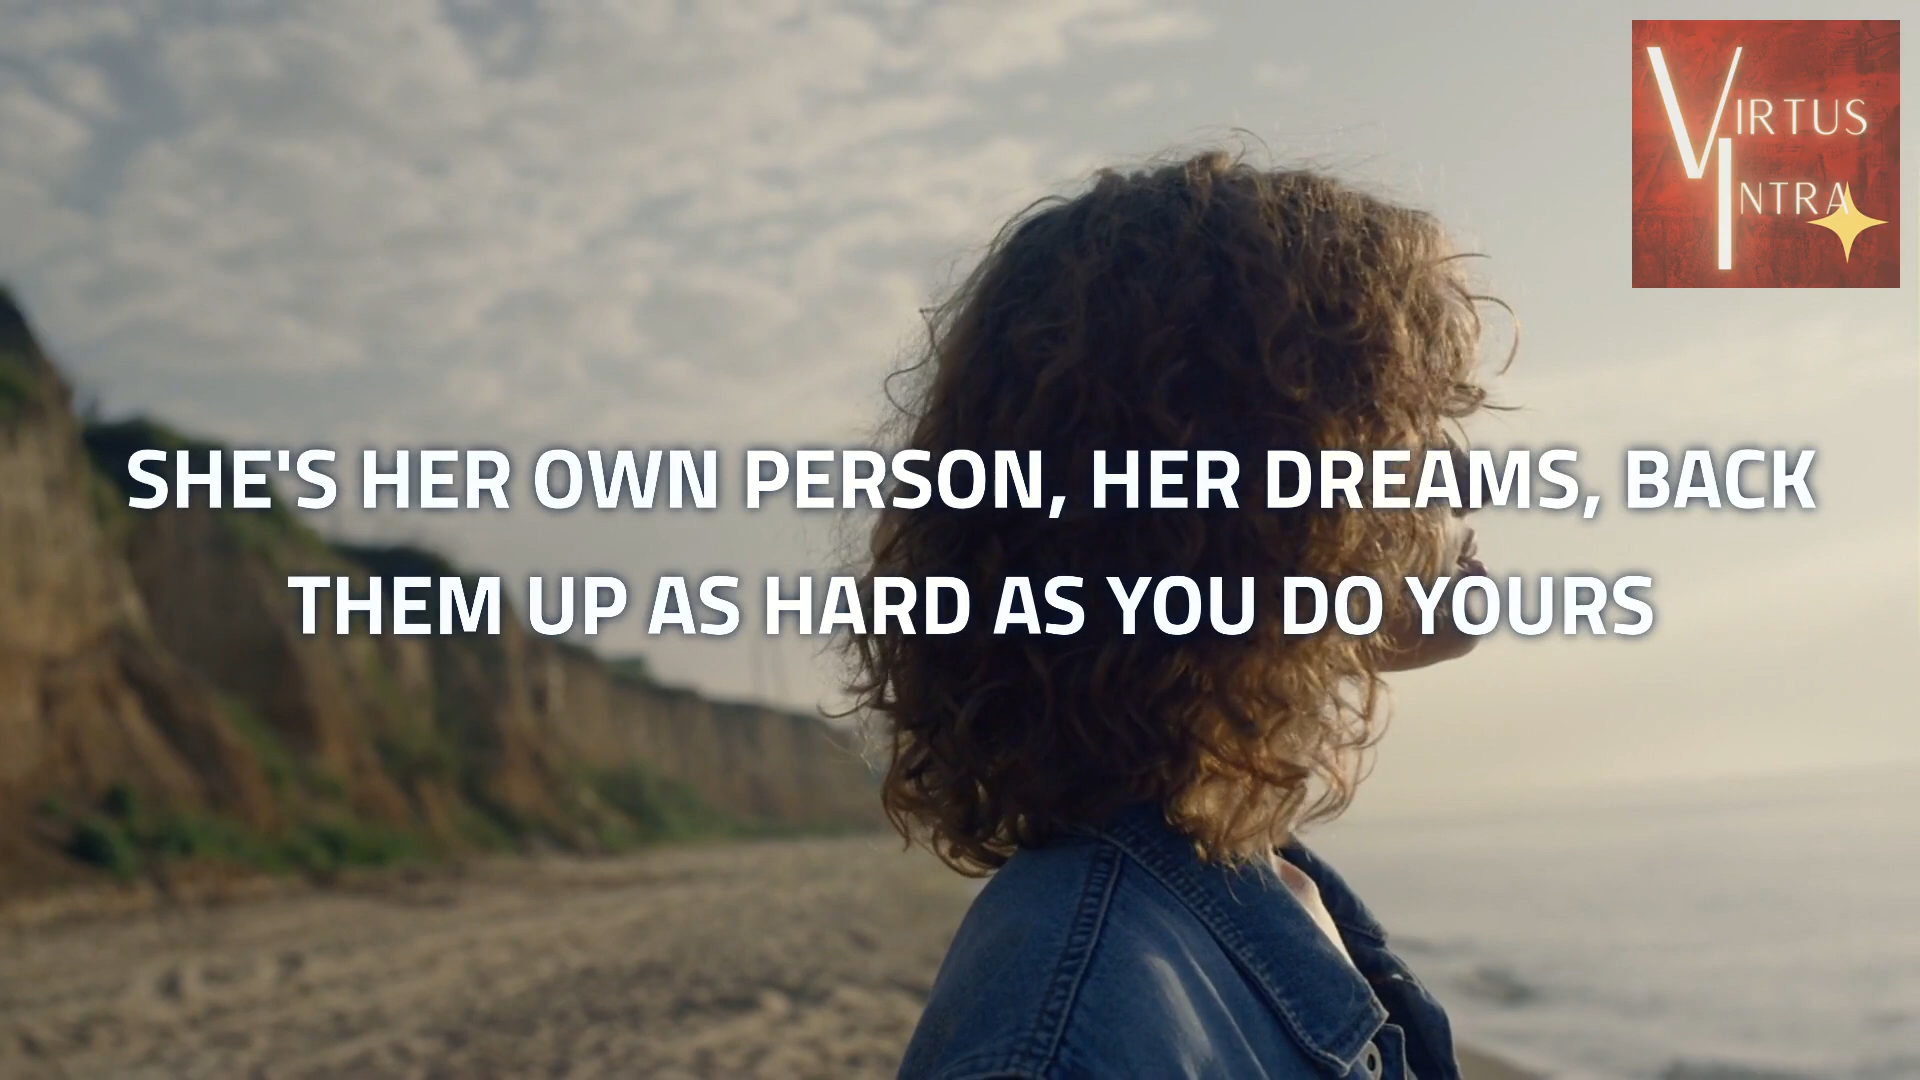 VIRTUS
INTRA
SHE'S HER OWN PERSON, HER DREAMS, BACK
THEM UP AS HARD AS YOU DO YOURS